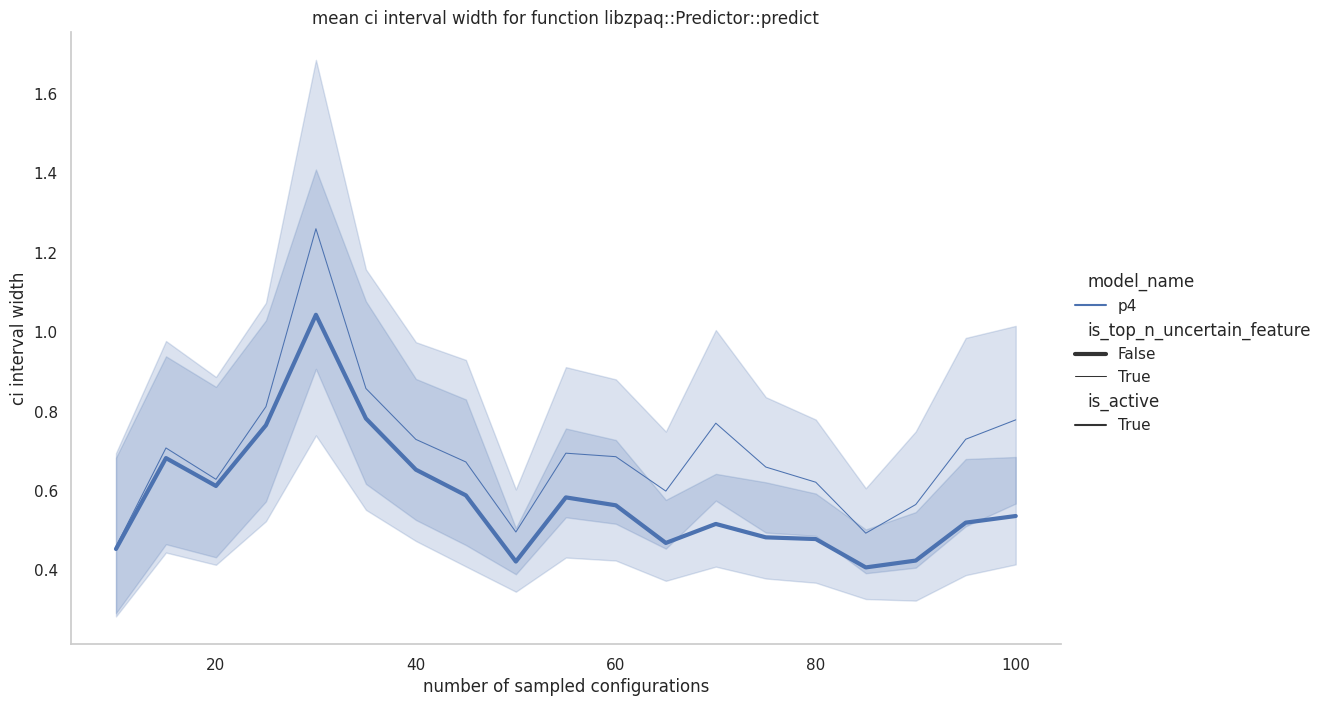 mean ci interval width for function libzpaq::Predictor::predict
ci interval width
1.6
1.4
1.2
1.0
0.8
0.6
0.4
20
40
60
80
100
number of sampled configurations
model_name
p4
is_top_n_uncertain_feature
False
True
is_active
True